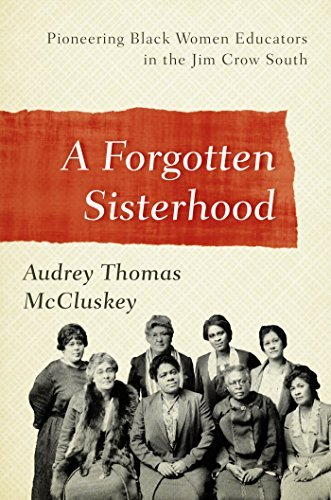 Pioneering Black Women Educators
in the Jim Crow South
A Forgotten
Sisterhood
Audrey Thomas
McCluskey